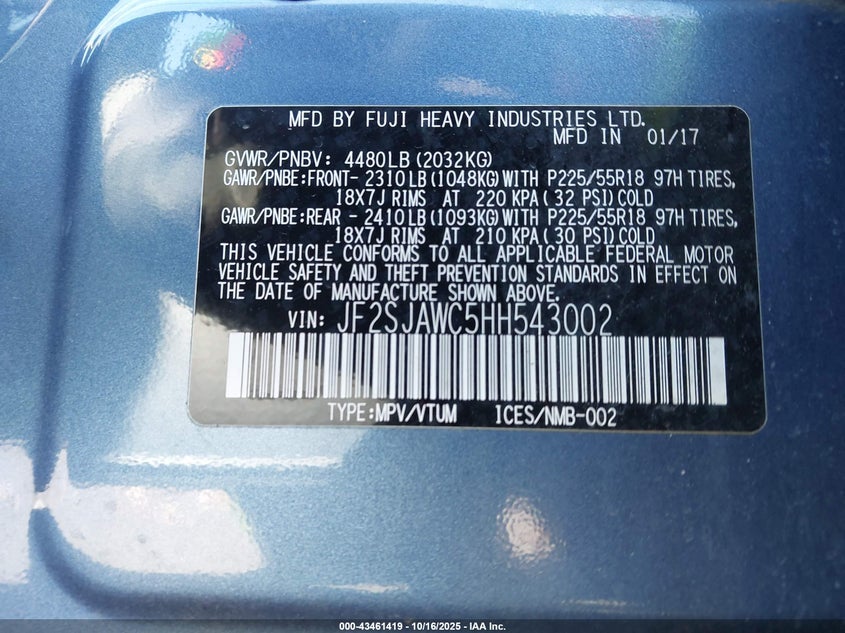 MFD BY FUJI HEAVY INDUSTRIES LTD.
MFD IN 01/17
GVWR/PNBV: 4480LB (2032KG)
GAWR/PNBE:FRONT- 2310LB (1048KG) WITH P225/55R18 97H TIRES,
18X7J RIMS AT 220 KPA ( 32 PSI) COLD
GAWR/PNBE:REAR - 2410LB (1093KG) WITH P225/55R18 97H TIRES,
18X7J RIMS AT 210 KPA ( 30 PSI) COLD
THIS VEHICLE CONFORMS TO ALL APPLICABLE FEDERAL MOTOR
VEHICLE SAFETY AND THEFT PREVENTION STANDARDS IN EFFECT ON
THE DATE OF MANUFACTURE SHOWN ABOVE.
VIN: JF2SJAWC5HH543002
TYPE:MPV/VTUM ICES/NMB-002
000-43461419 - 10/16/2025 - IAA Inc.